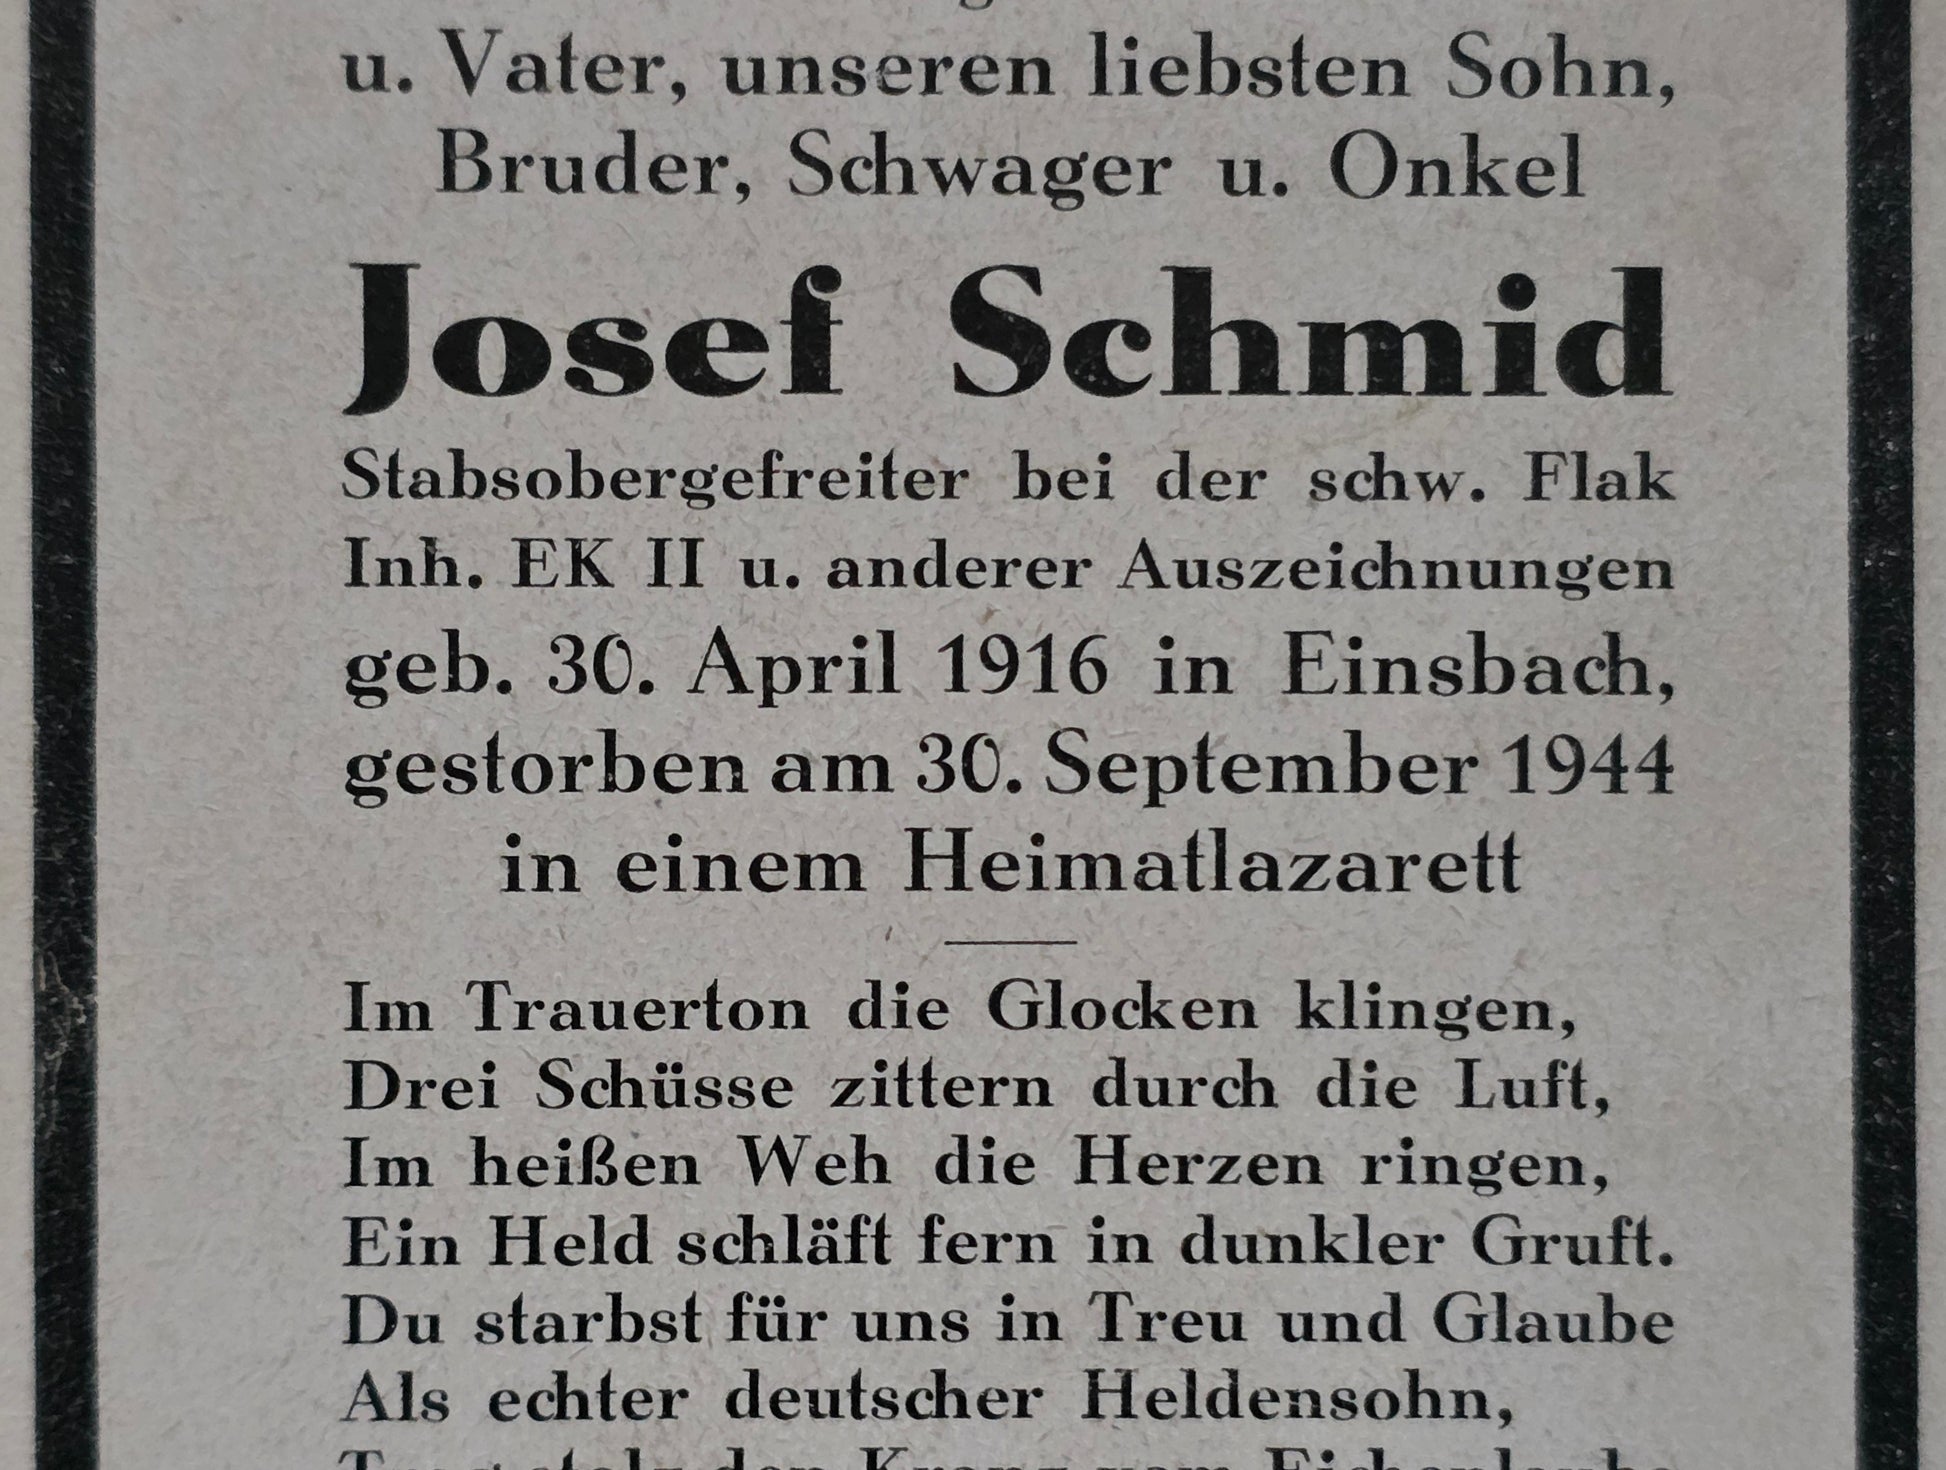 u. Vater, unseren liebsten Sohn,
Bruder, Schwager u. Onkel
Josef Schmid
Stabsobergefreiter bei der schw. Flak
Inh. EK II u. anderer Auszeichnungen
geb. 30. April 1916 in Einsbach,
gestorben am 30. September 1944
in einem Heimatlazarett
Im Trauerton die Glocken klingen,
Drei Schüsse zittern durch die Luft,
Im heißen Weh die Herzen ringen,
Ein Held schläft fern in dunkler Gruft.
Du starbst für uns in Treu und Glaube
Als echter deutscher Heldensohn,